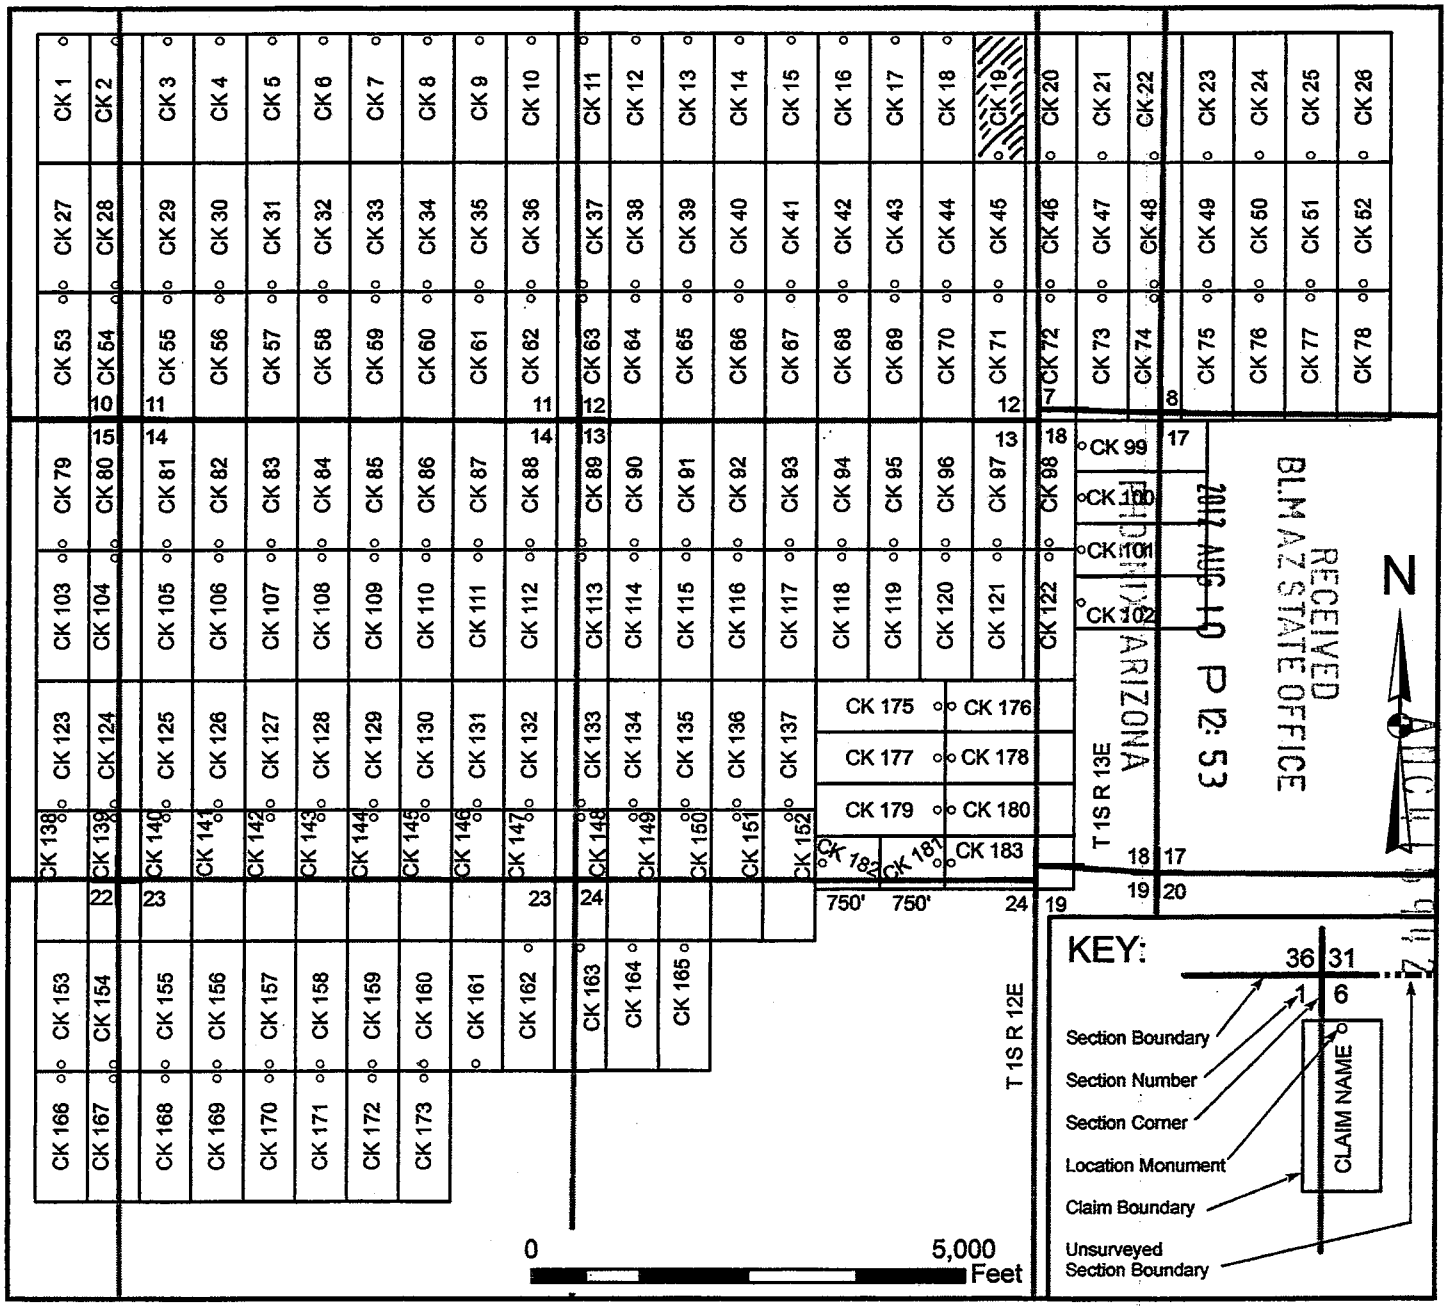 CK 1 CK 2 CK 3 CK 4 CK 5 CK 6 CK 7 CK 8 CK 9 CK 10 CK 11 CK 12 CK 13 CK 14 CK 15 CK 16 CK 17 CK 18 CK 19 CK 20 CK 21 CK 22 CK 23 CK 24 CK 25 CK 26
CK 27 CK 28 CK 29 CK 30 CK 31 CK 32 CK 33 CK 34 CK 35 CK 36 CK 37 CK 38 CK 39 CK 40 CK 41 CK 42 CK 43 CK 44 CK 45 CK 46 CK 47 CK 48 CK 49 CK 50 CK 51 CK 52
CK 53 CK 54 CK 55 CK 56 CK 57 CK 58 CK 59 CK 60 CK 61 CK 62 CK 63 CK 64 CK 65 CK 66 CK 67 CK 68 CK 69 CK 70 CK 71 CK 72 CK 73 CK 74 CK 75 CK 76 CK 77 CK 78
10 11 11 12 12 7 8
15 14 14 13 13 18 17
CK 79 CK 80 CK 81 CK 82 CK 83 CK 84 CK 85 CK 86 CK 87 CK 88 CK 89 CK 90 CK 91 CK 92 CK 93 CK 94 CK 95 CK 96 CK 97 CK 98
CK 99
CK 100
CK 101
CK 102
CK 103 CK 104 CK 105 CK 106 CK 107 CK 108 CK 109 CK 110 CK 111 CK 112 CK 113 CK 114 CK 115 CK 116 CK 117 CK 118 CK 119 CK 120 CK 121 CK 122
RECEIVED
BLM AZ STATE OFFICE
2012 AUG 10 P 12: 53
ARIZONA
N
CK 123 CK 124 CK 125 CK 126 CK 127 CK 128 CK 129 CK 130 CK 131 CK 132 CK 133 CK 134 CK 135 CK 136 CK 137
CK 175 CK 176
CK 177 CK 178
CK 179 CK 180
CK 182 CK 181 CK 183
T 1S R 13E
CK 138 CK 139 CK 140 CK 141 CK 142 CK 143 CK 144 CK 145 CK 146 CK 147 CK 148 CK 149 CK 150 CK 151 CK 152
18 17
22 23 23 24 750' 750' 24 19 19 20
CK 153 CK 154 CK 155 CK 156 CK 157 CK 158 CK 159 CK 160 CK 161 CK 162 CK 163 CK 164 CK 165
T 1S R 12E
CK 166 CK 167 CK 168 CK 169 CK 170 CK 171 CK 172 CK 173
0 5,000
Feet
KEY:
36 31
1 6
Section Boundary
Section Number
Section Corner
Location Monument
Claim Boundary
Unsurveyed
Section Boundary
CLAIM NAME